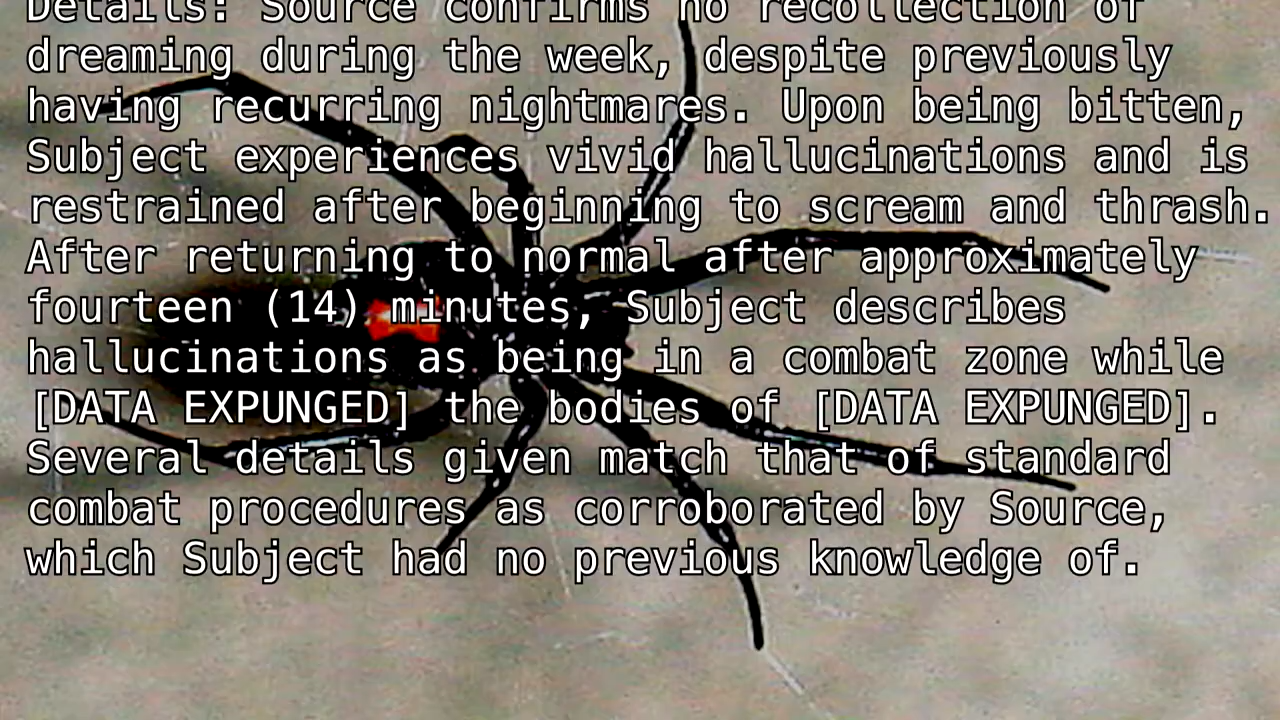 Details: Source confirms no recollection of
dreaming during the week, despite previously
having recurring nightmares. Upon being bitten,
Subject experiences vivid hallucinations and is
restrained after beginning to scream and thrash.
After returning to normal after approximately
fourteen (14) minutes, Subject describes
hallucinations as being in a combat zone while
[DATA EXPUNGED] the bodies of [DATA EXPUNGED].
Several details given match that of standard
combat procedures as corroborated by Source,
which Subject had no previous knowledge of.